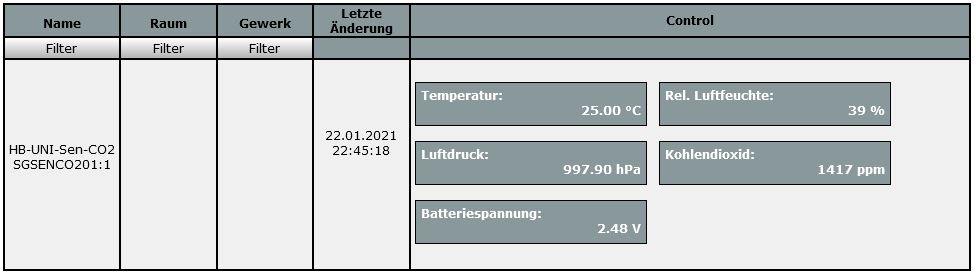 Name Raum Gewerk Letzte Änderung Control
Filter Filter Filter
HB-UNI-Sen-CO2
SGSENCO201:1
22.01.2021
22:45:18
Temperatur:
25.00 °C
Rel. Luftfeuchte:
39 %
Luftdruck:
997.90 hPa
Kohlendioxid:
1417 ppm
Batteriespannung:
2.48 V